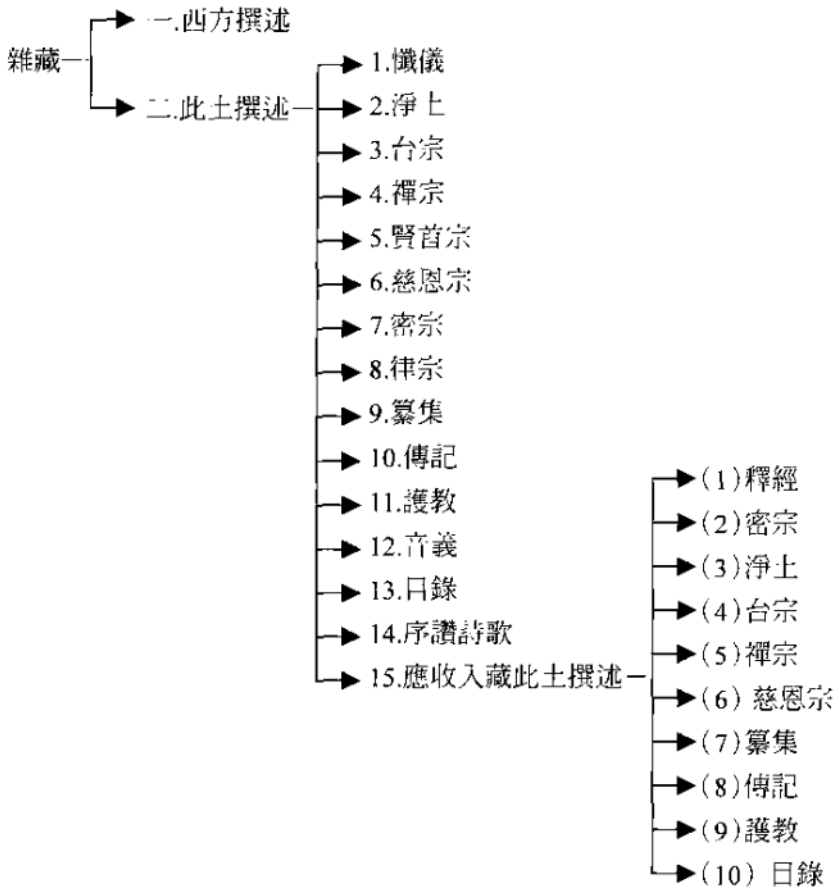 雜藏
一.西方撰述
二.此土撰述
1.懺儀
2.淨土
3.台宗
4.禪宗
5.賢首宗
6.慈恩宗
7.密宗
8.律宗
9.纂集
10.傳記
11.護教
12.音義
13.目錄
14.序讚詩歌
15.應收入藏此土撰述
(1)釋經
(2)密宗
(3)淨土
(4)台宗
(5)禪宗
(6) 慈恩宗
(7)纂集
(8)傳記
(9)護教
(10) 目錄